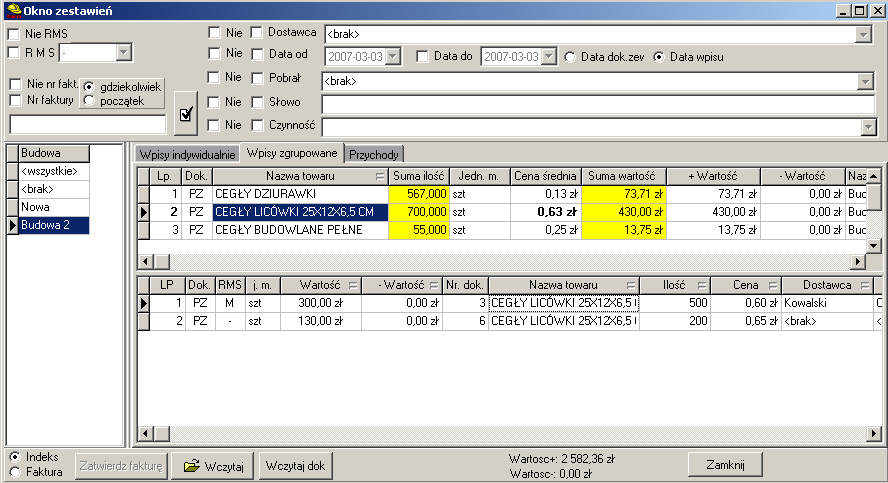 Okno zestawień
Nie RMS
R M S -
Nie nr fakt.
Nr faktury
gdziekolwiek
początek
Nie Dostawca <brak>
Nie Data od 2007-03-03 Data do 2007-03-03 Data dok.zew Data wpisu
Nie Pobrał <brak>
Nie Słowo
Nie Czynność
Budowa
<wszystkie>
<brak>
Nowa
Budowa 2
Wpisy indywidualnie Wpisy zgrupowane Przychody
Lp. Dok. Nazwa towaru Suma ilość Jedn. m. Cena średnia Suma wartość + Wartość - Wartość Naz
1 PZ CEGŁY DZIURAWKI 567,000 szt 0,13 zł 73,71 zł 73,71 zł 0,00 zł Bud
2 PZ CEGŁY LICÓWKI 25X12X6,5 CM 700,000 szt 0,63 zł 430,00 zł 430,00 zł 0,00 zł Bud
3 PZ CEGŁY BUDOWLANE PEŁNE 55,000 szt 0,25 zł 13,75 zł 13,75 zł 0,00 zł Bud
LP Dok. RMS j. m. Wartość - Wartość Nr. dok. Nazwa towaru Ilość Cena Dostawca
1 PZ M szt 300,00 zł 0,00 zł 3 CEGŁY LICÓWKI 25X12X6,5 500 0,60 zł Kowalski
2 PZ - szt 130,00 zł 0,00 zł 6 CEGŁY LICÓWKI 25X12X6,5 200 0,65 zł <brak> <
Indeks
Faktura
Zatwierdz fakturę
Wczytaj
Wczytaj dok
Wartosc+: 2 582,36 zł
Wartosc-: 0,00 zł
Zamknij